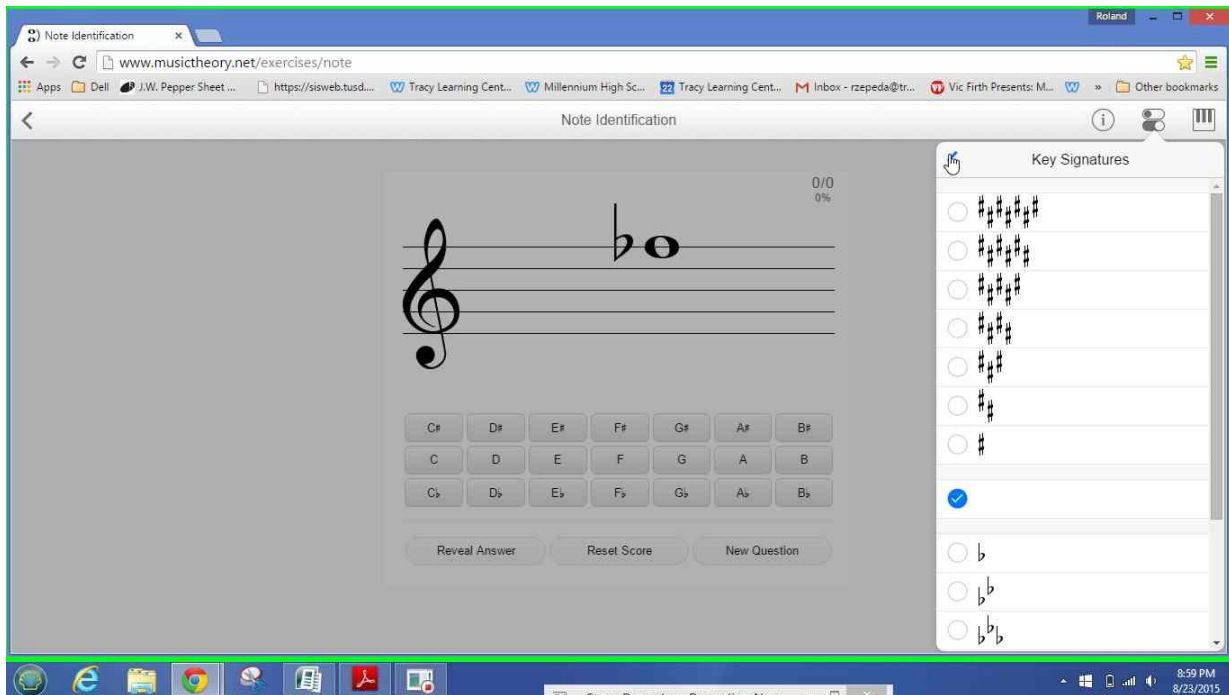 Roland
Note Identification
www.musictheory.net/exercises/note
Apps Dell J.W. Pepper Sheet ... https://sisweb.tusd.... Tracy Learning Cent... Millennium High Sc... Tracy Learning Cent... Inbox - rzepeda@tr... Vic Firth Presents: M... » Other bookmarks
Note Identification
Key Signatures
0/0
0%
C♯ D♯ E♯ F♯ G♯ A♯ B♯
C D E F G A B
C♭ D♭ E♭ F♭ G♭ A♭ B♭
Reveal Answer Reset Score New Question
8:59 PM
8/23/2015